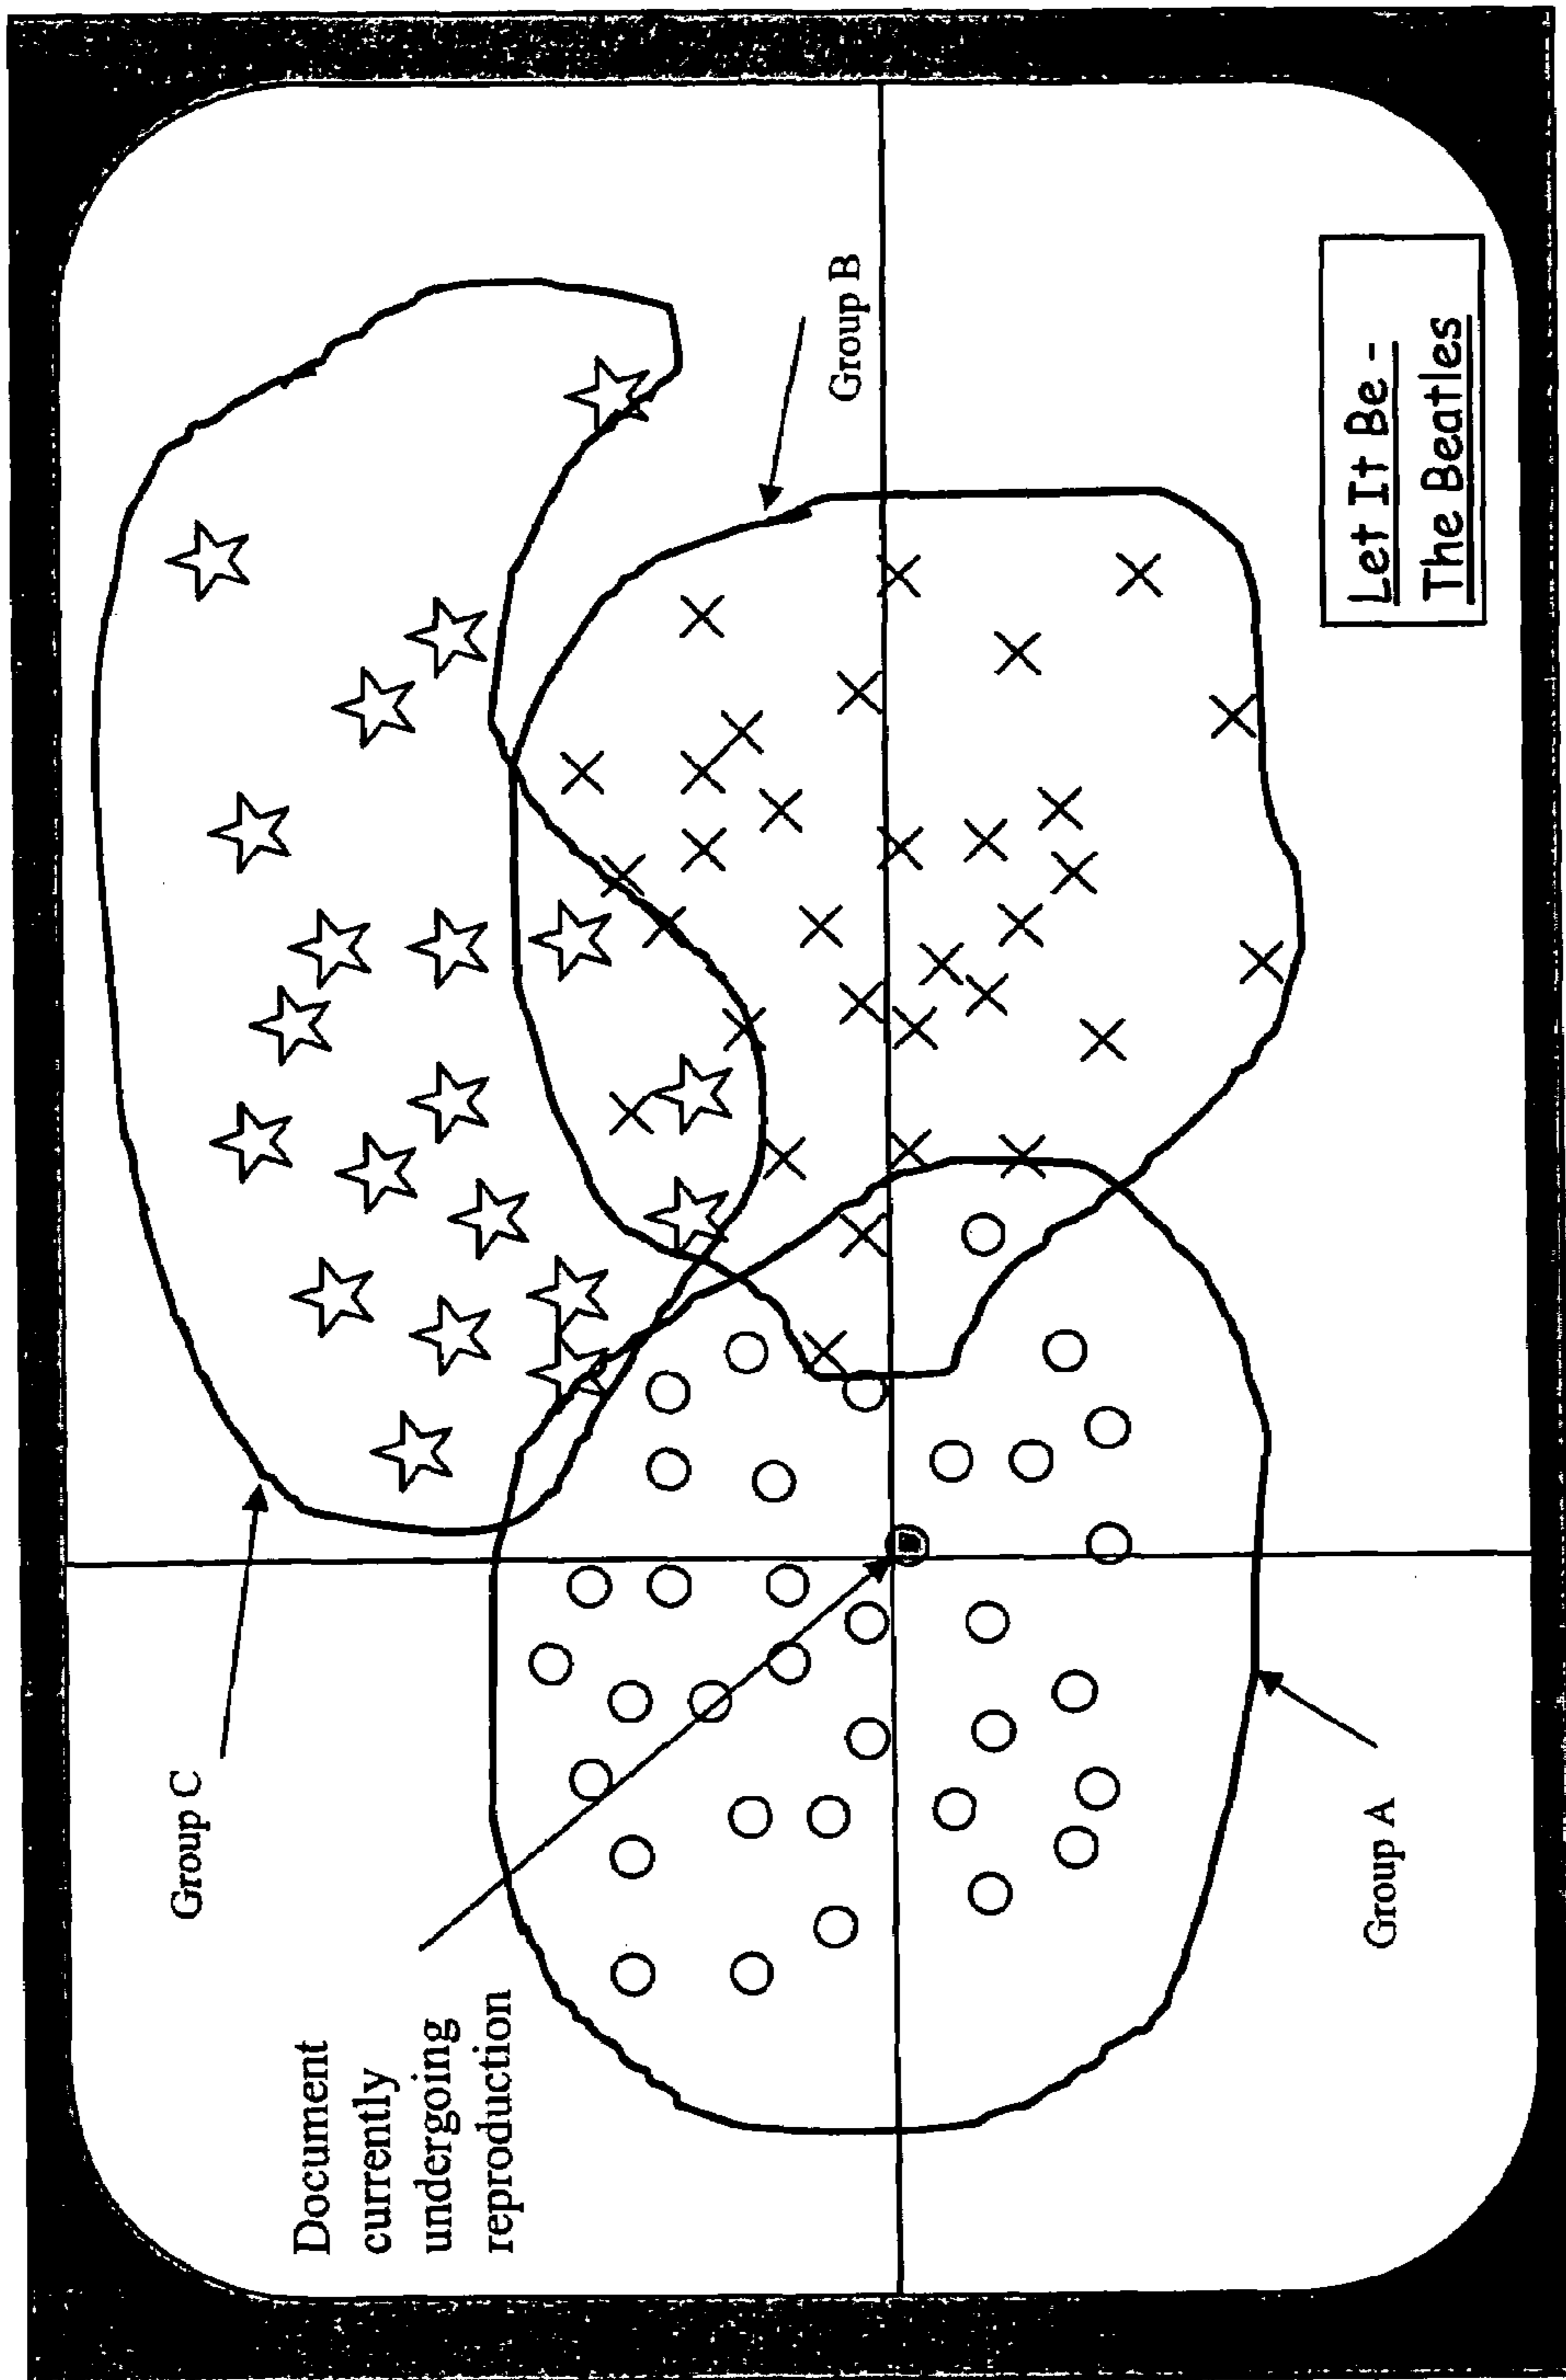 Document
currently
undergoing
reproduction
Group C
Group B
Group A
Let It Be -
The Beatles